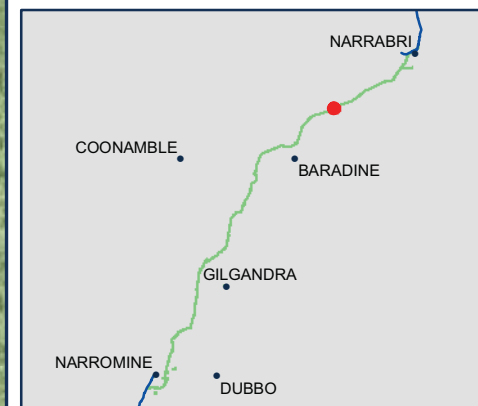 NARRABRI
COONAMBLE
BARADINE
GILGANDRA
NARROMINE
DUBBO